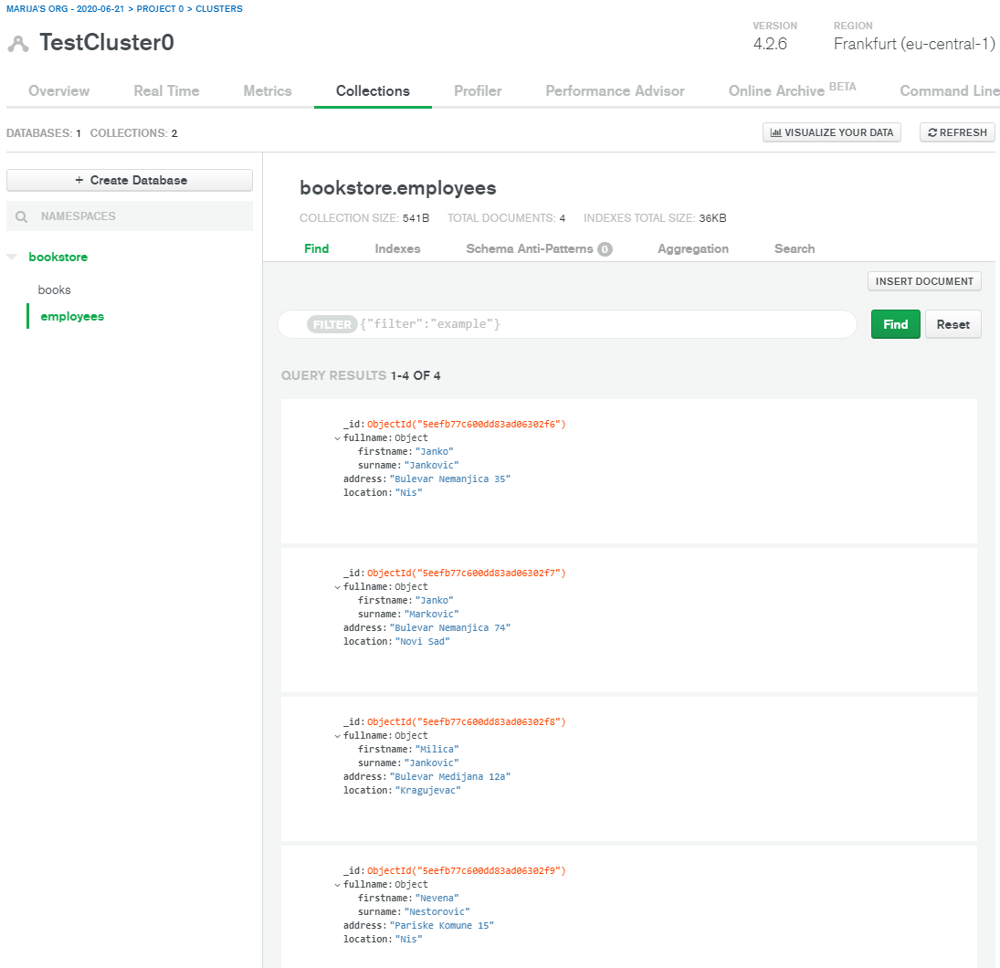 MARIJA'S ORG - 2020-06-21 > PROJECT 0 > CLUSTERS
TestCluster0
VERSION
4.2.6
REGION
Frankfurt (eu-central-1)
Overview Real Time Metrics Collections Profiler Performance Advisor Online Archive BETA Command Line
DATABASES: 1 COLLECTIONS: 2
VISUALIZE YOUR DATA
REFRESH
+ Create Database
NAMESPACES
bookstore
books
employees
bookstore.employees
COLLECTION SIZE: 541B TOTAL DOCUMENTS: 4 INDEXES TOTAL SIZE: 36KB
Find Indexes Schema Anti-Patterns 0 Aggregation Search
INSERT DOCUMENT
FILTER {"filter":"example"}
Find
Reset
QUERY RESULTS 1-4 OF 4
_id: ObjectId("5eefb77c600dd83ad06302f6")
fullname: Object
firstname: "Janko"
surname: "Jankovic"
address: "Bulevar Nemanjica 35"
location: "Nis"
_id: ObjectId("5eefb77c600dd83ad06302f7")
fullname: Object
firstname: "Janko"
surname: "Markovic"
address: "Bulevar Nemanjica 74"
location: "Novi Sad"
_id: ObjectId("5eefb77c600dd83ad06302f8")
fullname: Object
firstname: "Milica"
surname: "Jankovic"
address: "Bulevar Medijana 12a"
location: "Kragujevac"
_id: ObjectId("5eefb77c600dd83ad06302f9")
fullname: Object
firstname: "Nevena"
surname: "Nestorovic"
address: "Pariske Komune 15"
location: "Nis"